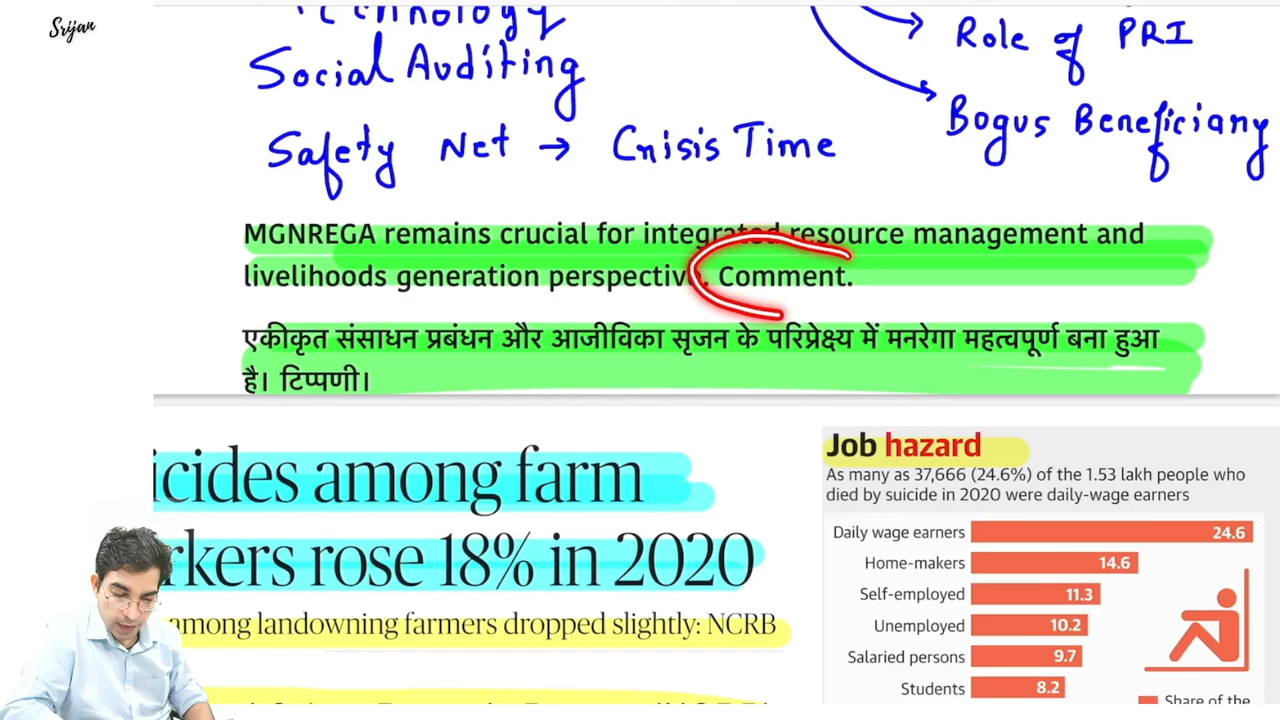 Srijan
Technology
Social Auditing
Role of PRI
Safety Net → Crisis Time
Bogus Beneficiary
MGNREGA remains crucial for integrated resource management and
livelihoods generation perspective. Comment.
एकीकृत संसाधन प्रबंधन और आजीविका सृजन के परिप्रेक्ष्य में मनरेगा महत्वपूर्ण बना हुआ
है। टिप्पणी।
icides among farm
rkers rose 18% in 2020
among landowning farmers dropped slightly: NCRB
Job hazard
As many as 37,666 (24.6%) of the 1.53 lakh people who
died by suicide in 2020 were daily-wage earners
Daily wage earners 24.6
Home-makers 14.6
Self-employed 11.3
Unemployed 10.2
Salaried persons 9.7
Students 8.2
Share of the